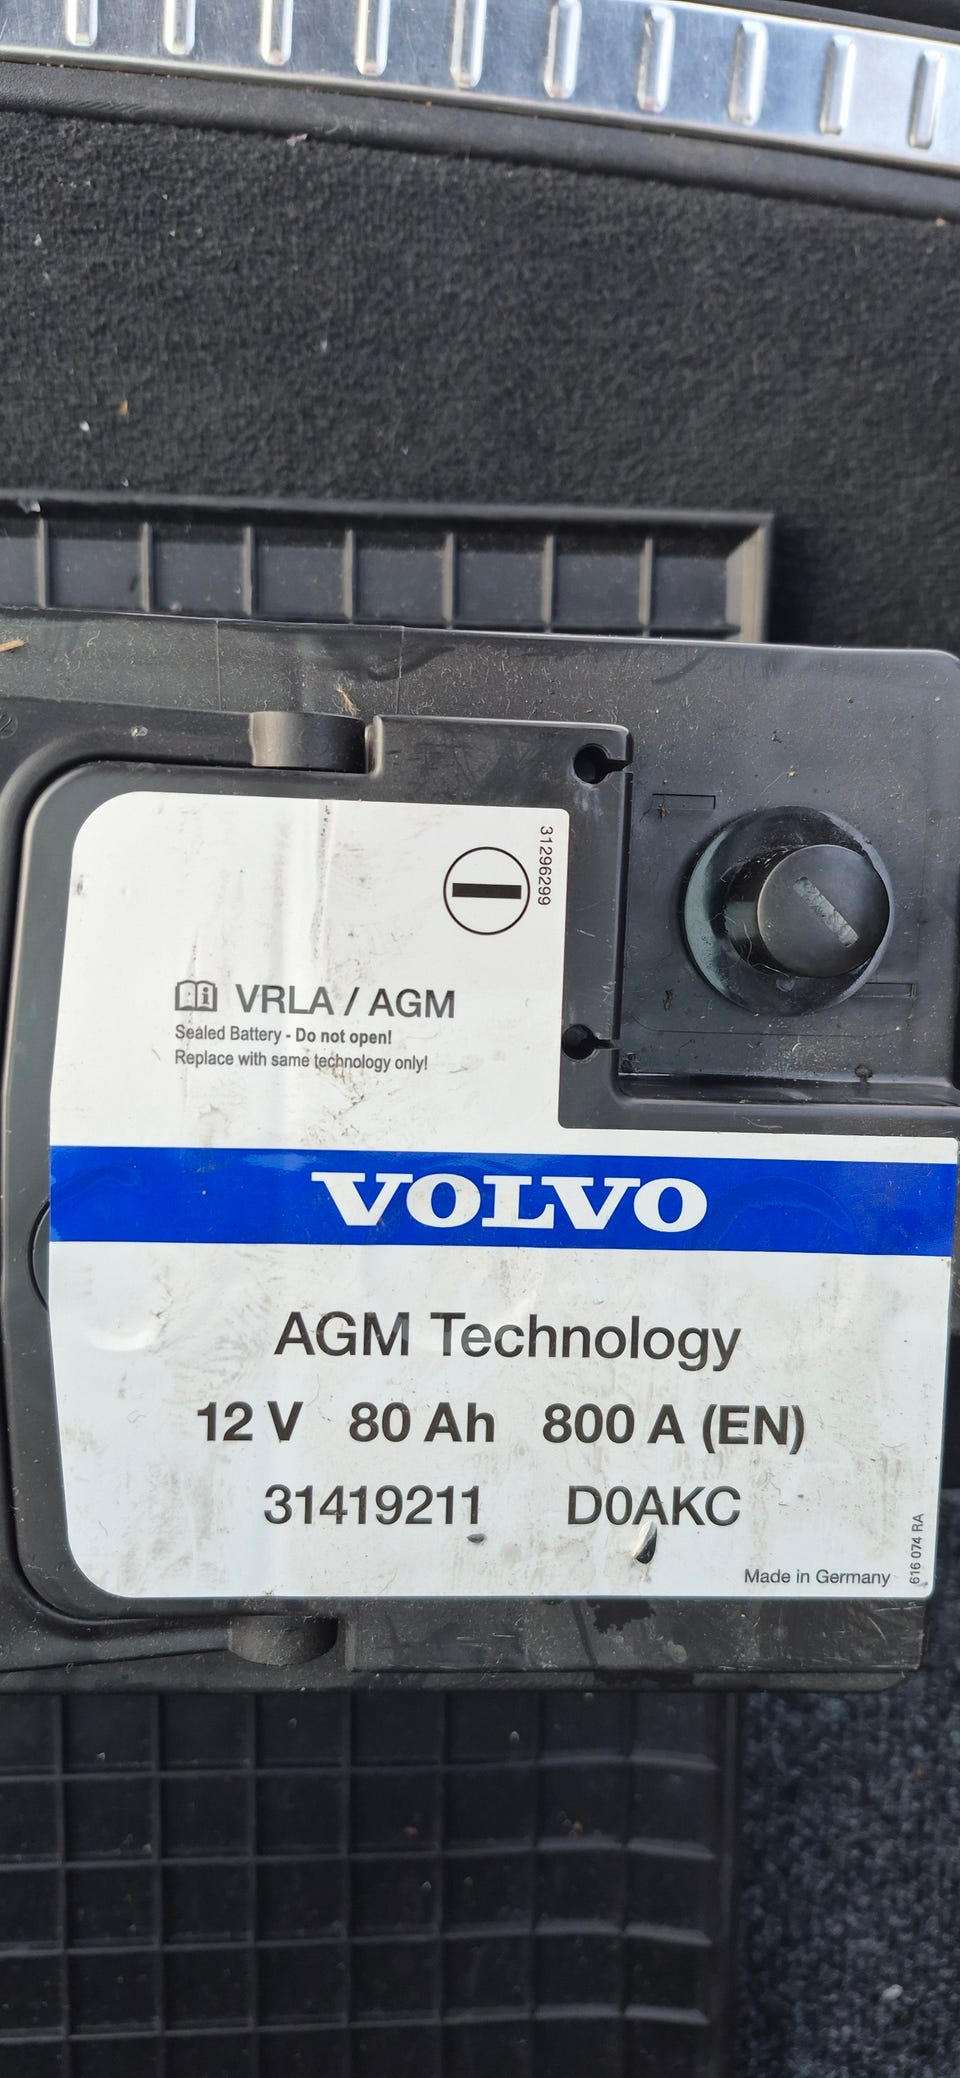 31296299
VRLA / AGM
Sealed Battery - Do not open!
Replace with same technology only!
VOLVO
AGM Technology
12 V 80 Ah 800 A (EN)
31419211 D0AKC
Made in Germany
616 074 RA